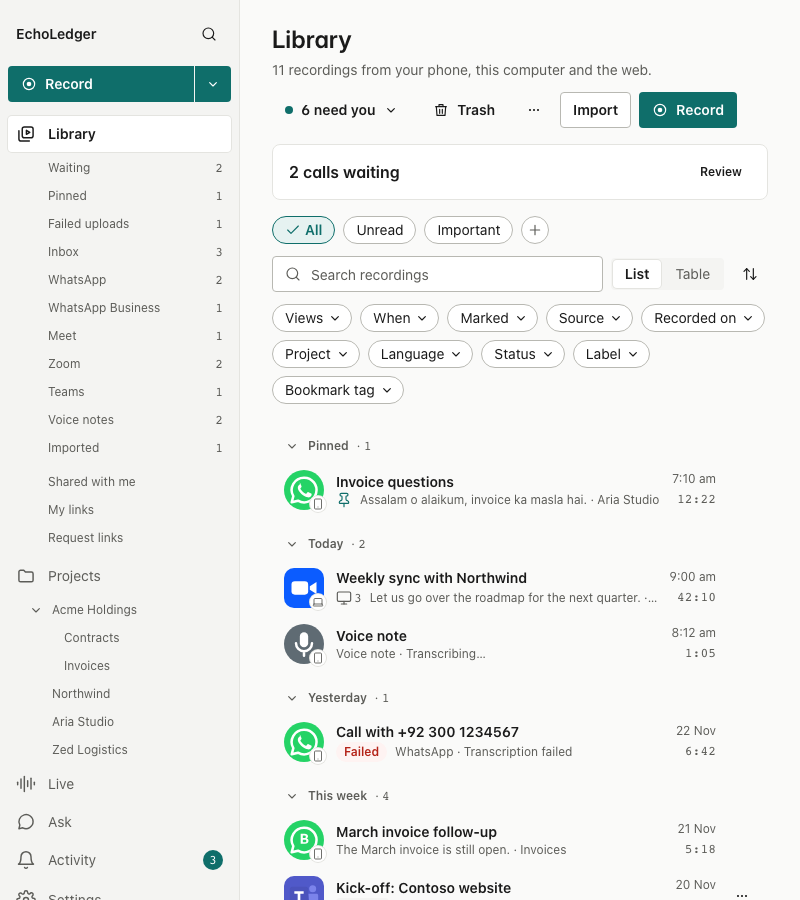 EchoLedger
Record
Library
Waiting 2
Pinned 1
Failed uploads 1
Inbox 3
WhatsApp 2
WhatsApp Business 1
Meet 1
Zoom 2
Teams 1
Voice notes 2
Imported 1
Shared with me
My links
Request links
Projects
Acme Holdings
Contracts
Invoices
Northwind
Aria Studio
Zed Logistics
Live
Ask
Activity 3
Settings
Library
11 recordings from your phone, this computer and the web.
6 need you Trash ··· Import Record
2 calls waiting Review
All Unread Important +
Search recordings List Table
Views When Marked Source Recorded on
Project Language Status Label
Bookmark tag
Pinned · 1
Invoice questions 7:10 am
Assalam o alaikum, invoice ka masla hai. · Aria Studio 12:22
Today · 2
Weekly sync with Northwind 9:00 am
3 Let us go over the roadmap for the next quarter. ·... 42:10
Voice note 8:12 am
Voice note · Transcribing... 1:05
Yesterday · 1
Call with +92 300 1234567 22 Nov
Failed WhatsApp · Transcription failed 6:42
This week · 4
March invoice follow-up 21 Nov
The March invoice is still open. · Invoices 5:18
Kick-off: Contoso website 20 Nov ···